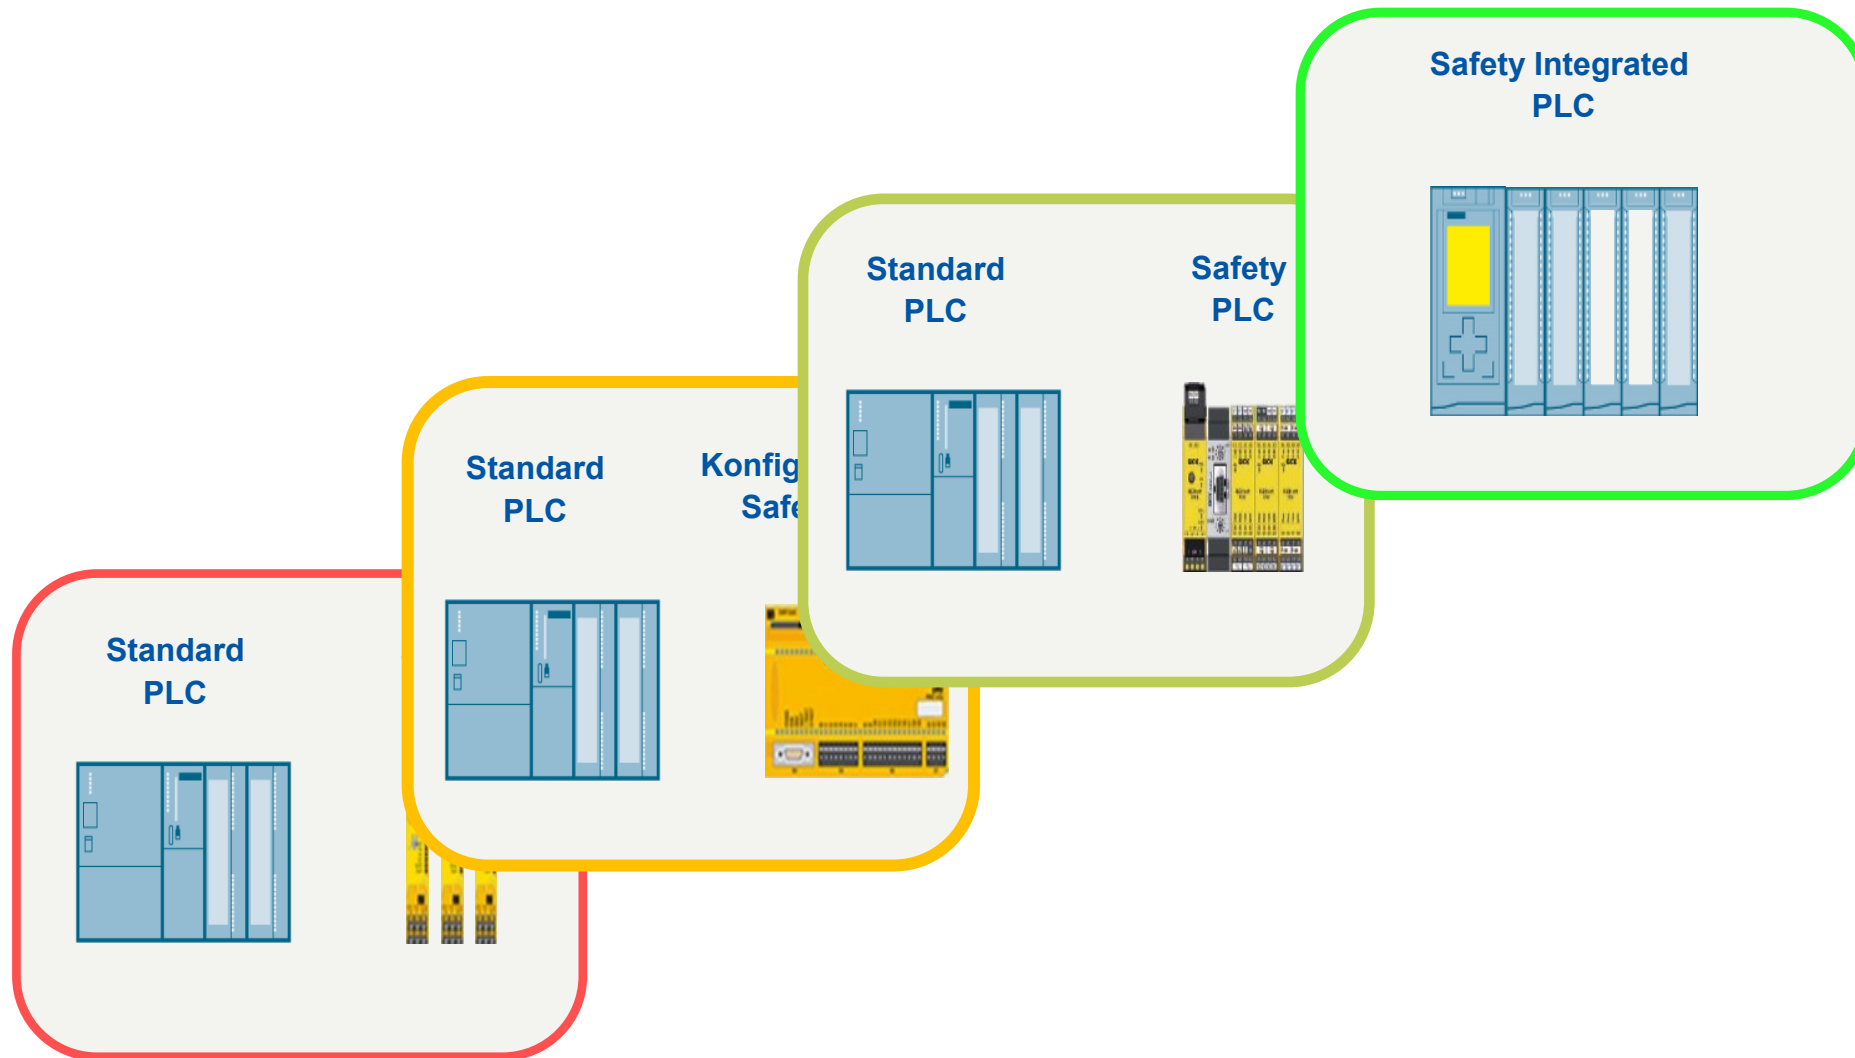 Safety Integrated
PLC
Standard
PLC
Safety
PLC
Standard
PLC
Konfig
Safe
Standard
PLC